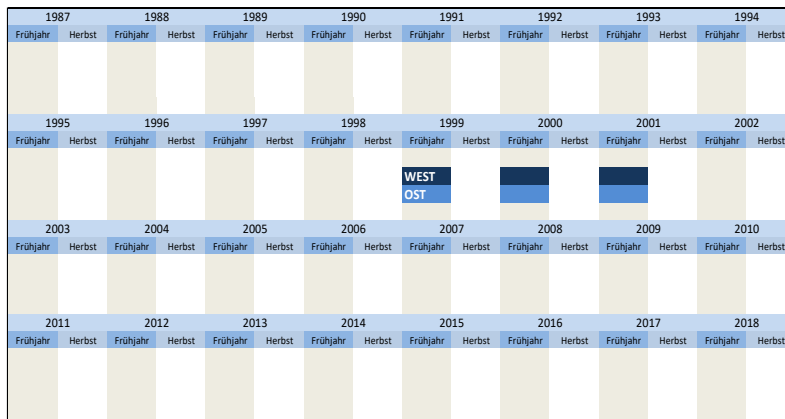 1987 1988 1989 1990 1991 1992 1993 1994
Frühjahr Herbst Frühjahr Herbst Frühjahr Herbst Frühjahr Herbst Frühjahr Herbst Frühjahr Herbst Frühjahr Herbst Frühjahr Herbst
1995 1996 1997 1998 1999 2000 2001 2002
Frühjahr Herbst Frühjahr Herbst Frühjahr Herbst Frühjahr Herbst Frühjahr Herbst Frühjahr Herbst Frühjahr Herbst Frühjahr Herbst
WEST
OST
2003 2004 2005 2006 2007 2008 2009 2010
Frühjahr Herbst Frühjahr Herbst Frühjahr Herbst Frühjahr Herbst Frühjahr Herbst Frühjahr Herbst Frühjahr Herbst Frühjahr Herbst
2011 2012 2013 2014 2015 2016 2017 2018
Frühjahr Herbst Frühjahr Herbst Frühjahr Herbst Frühjahr Herbst Frühjahr Herbst Frühjahr Herbst Frühjahr Herbst Frühjahr Herbst